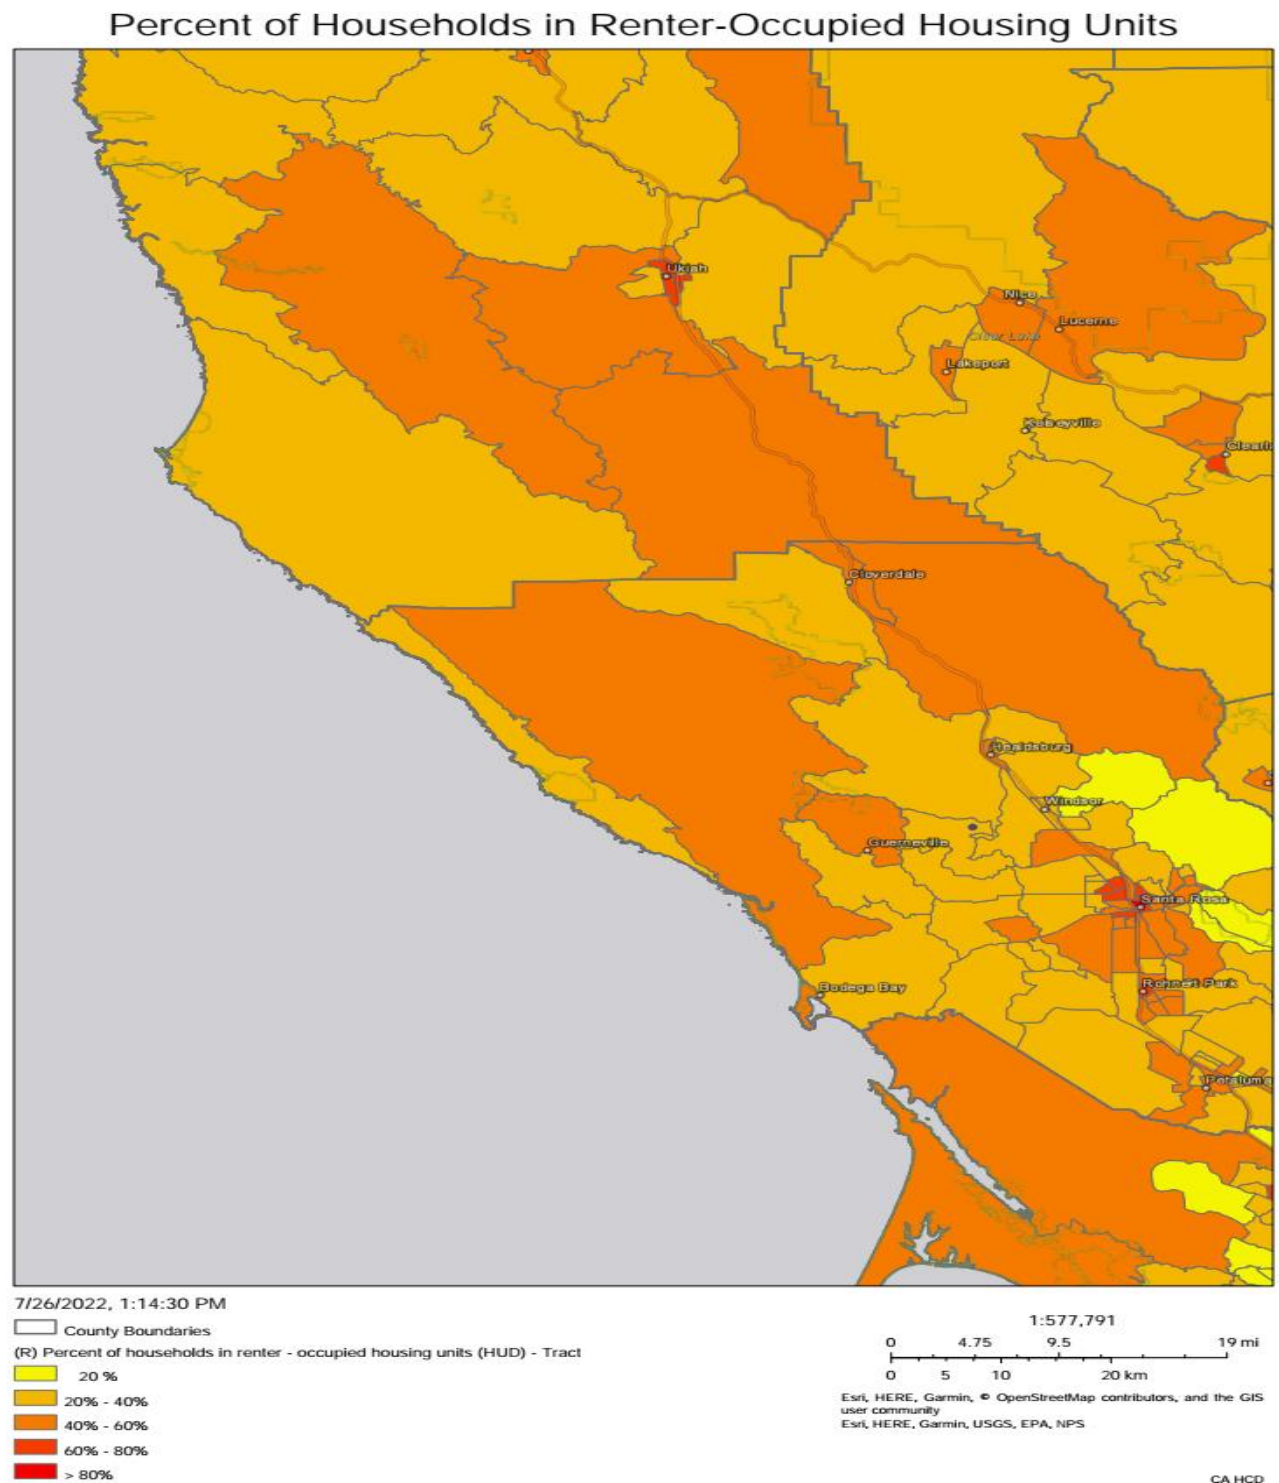 Percent of Households in Renter-Occupied Housing Units
Ukiah
Nice
Lucerne
Clear Lake
Lakeport
Kelseyville
Clearl
Cloverdale
Healdsburg
Windsor
Guerneville
Santa Rosa
Bodega Bay
Rohnert Park
Petaluma
7/26/2022, 1:14:30 PM
County Boundaries
(R) Percent of households in renter - occupied housing units (HUD) - Tract
20 %
20% - 40%
40% - 60%
60% - 80%
> 80%
1:577,791
0 4.75 9.5 19 mi
0 5 10 20 km
Esri, HERE, Garmin, © OpenStreetMap contributors, and the GIS
user community
Esri, HERE, Garmin, USGS, EPA, NPS
CA HCD